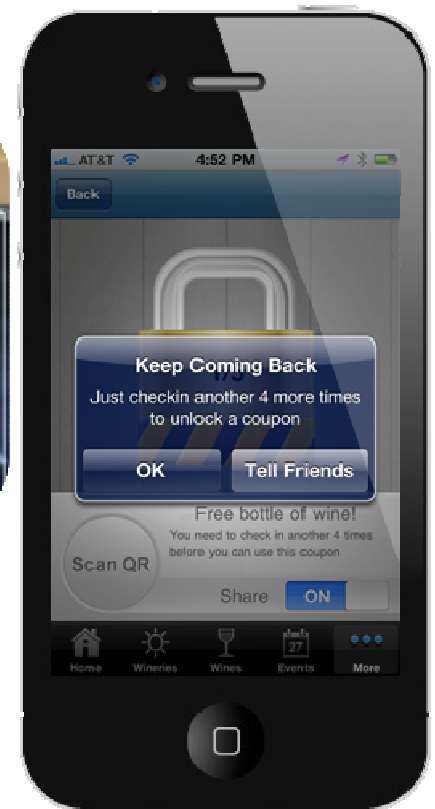 AT&T 4:52 PM
Back
Keep Coming Back
Just checkin another 4 more times
to unlock a coupon
OK Tell Friends
Free bottle of wine!
You need to check in another 4 times
before you can use this coupon
Scan QR
Share ON
27
Home Wineries Wines Events More